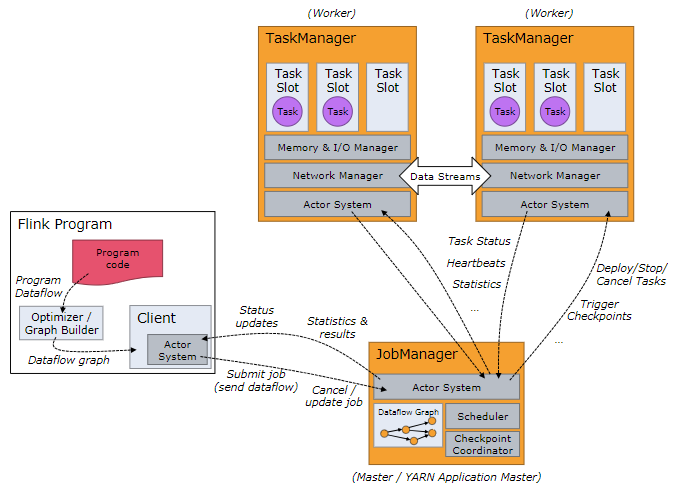 (Worker)
(Worker)
TaskManager
TaskManager
Task
Slot
Task
Slot
Task
Slot
Task
Slot
Task
Slot
Task
Slot
Task
Task
Task
Task
Memory & I/O Manager
Memory & I/O Manager
Network Manager
Data Streams
Network Manager
Actor System
Actor System
Flink Program
Program
code
Program
Dataflow
Optimizer /
Graph Builder
Dataflow graph
Client
Actor
System
Status
updates
Statistics &
results
Submit job
(send dataflow)
Cancel /
update job
Task Status
Heartbeats
Statistics
...
Deploy/Stop/
Cancel Tasks
Trigger
Checkpoints
...
JobManager
Actor System
Dataflow Graph
Scheduler
Checkpoint
Coordinator
(Master / YARN Application Master)